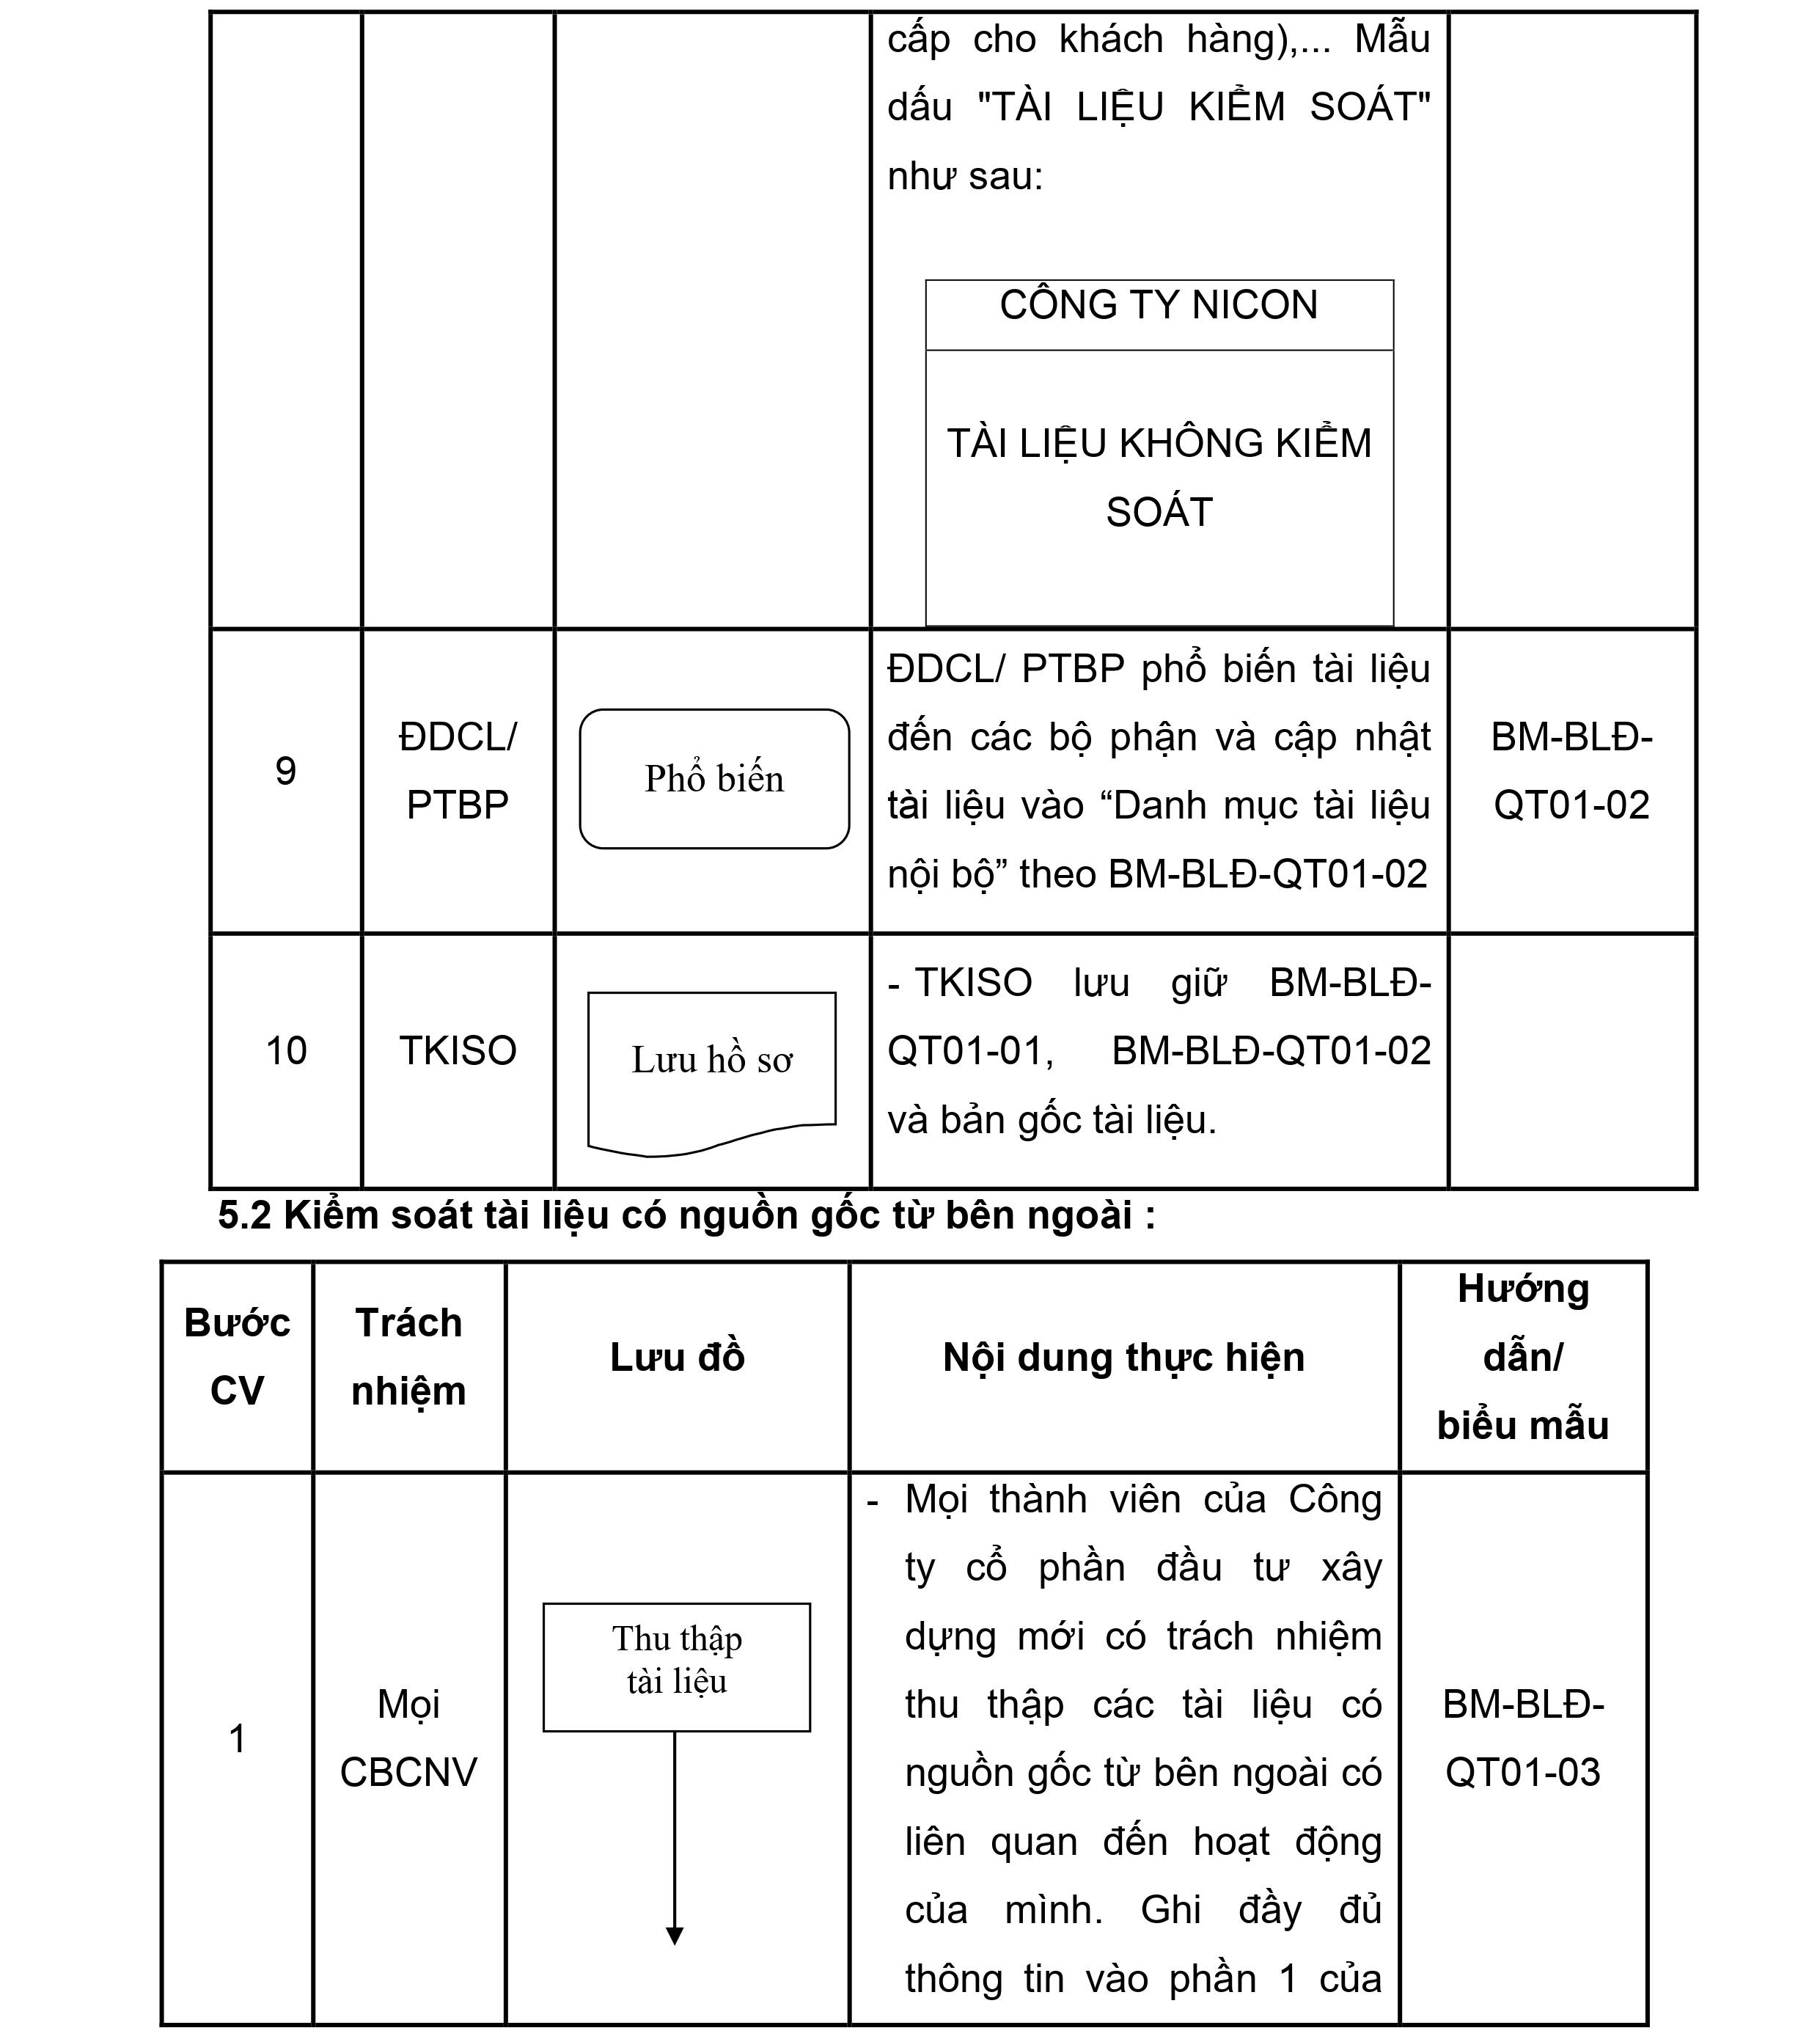 cấp cho khách hàng),... Mẫu
dấu "TÀI LIỆU KIỂM SOÁT"
như sau:
CÔNG TY NICON
TÀI LIỆU KHÔNG KIỂM
SOÁT
9
ĐDCL/
PTBP
Phổ biến
ĐDCL/ PTBP phổ biến tài liệu
đến các bộ phận và cập nhật
tài liệu vào “Danh mục tài liệu
nội bộ” theo BM-BLĐ-QT01-02
BM-BLĐ-
QT01-02
10
TKISO
Lưu hồ sơ
- TKISO lưu giữ BM-BLĐ-
QT01-01, BM-BLĐ-QT01-02
và bản gốc tài liệu.
5.2 Kiểm soát tài liệu có nguồn gốc từ bên ngoài :
Bước
CV
Trách
nhiệm
Lưu đồ
Nội dung thực hiện
Hướng
dẫn/
biểu mẫu
1
Mọi
CBCNV
Thu thập
tài liệu
- Mọi thành viên của Công
ty cổ phần đầu tư xây
dựng mới có trách nhiệm
thu thập các tài liệu có
nguồn gốc từ bên ngoài có
liên quan đến hoạt động
của mình. Ghi đầy đủ
thông tin vào phần 1 của
BM-BLĐ-
QT01-03